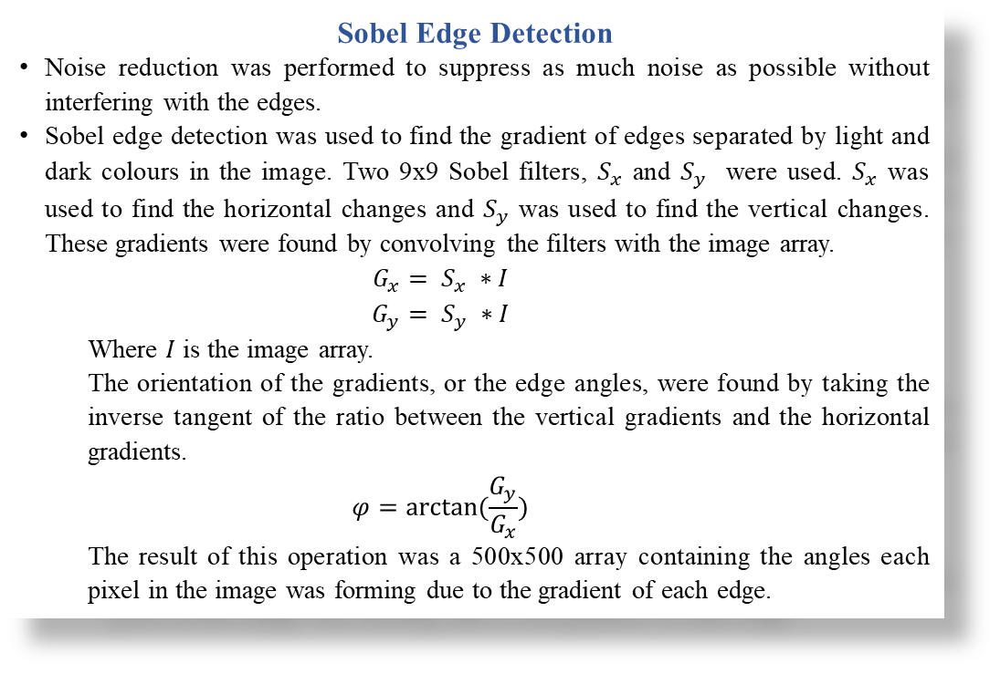 Sobel Edge Detection
• Noise reduction was performed to suppress as much noise as possible without
interfering with the edges.
• Sobel edge detection was used to find the gradient of edges separated by light and
dark colours in the image. Two 9x9 Sobel filters, Sₓ and S_y were used. Sₓ was
used to find the horizontal changes and S_y was used to find the vertical changes.
These gradients were found by convolving the filters with the image array.
Gₓ = Sₓ * I
G_y = S_y * I
Where I is the image array.
The orientation of the gradients, or the edge angles, were found by taking the
inverse tangent of the ratio between the vertical gradients and the horizontal
gradients.
φ = arctan(G_y/Gₓ)
The result of this operation was a 500x500 array containing the angles each
pixel in the image was forming due to the gradient of each edge.